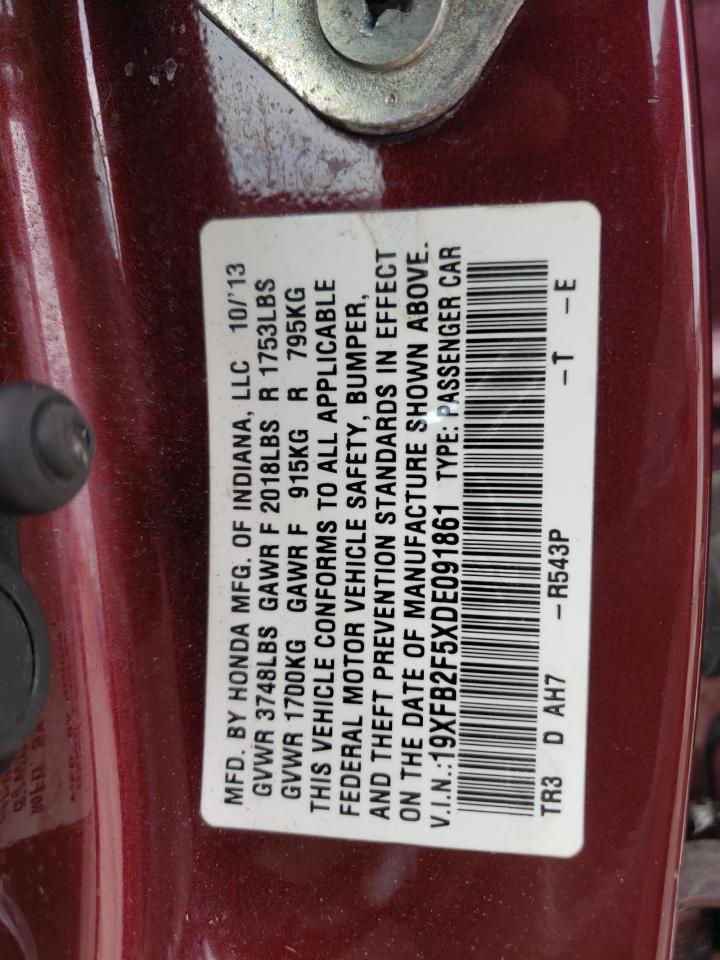 MFD. BY HONDA MFG. OF INDIANA, LLC 10/'13
GVWR 3748LBS GAWR F 2018LBS R 1753LBS
GVWR 1700KG GAWR F 915KG R 795KG
THIS VEHICLE CONFORMS TO ALL APPLICABLE
FEDERAL MOTOR VEHICLE SAFETY, BUMPER,
AND THEFT PREVENTION STANDARDS IN EFFECT
ON THE DATE OF MANUFACTURE SHOWN ABOVE.
V.I.N.:19XFB2F5XDE091861 TYPE: PASSENGER CAR
TR3 D AH7 -R543P -T -E